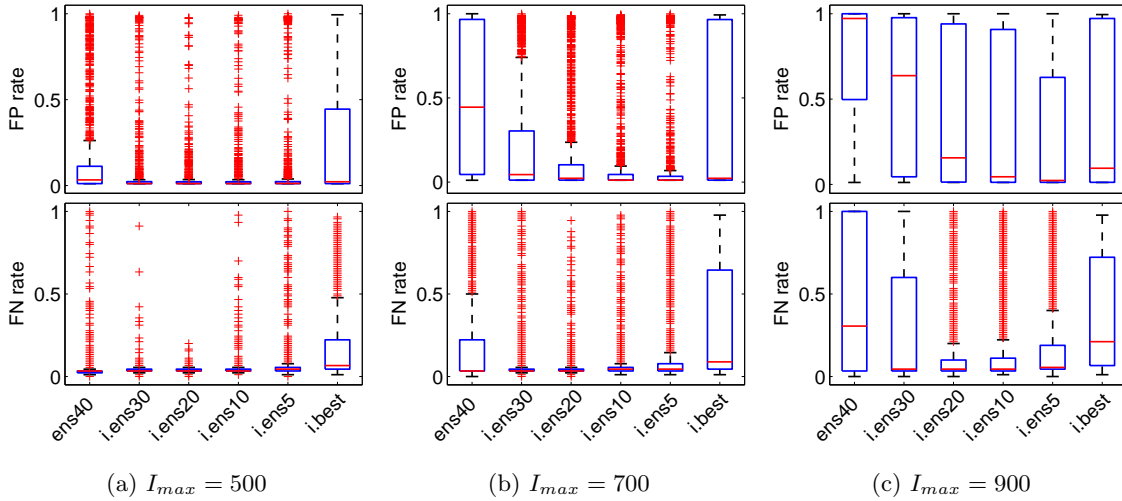 FP rate
1
0.5
0
FP rate
1
0.5
0
FP rate
1
0.5
0
FN rate
1
0.5
0
FN rate
1
0.5
0
FN rate
1
0.5
0
ens40 i.ens30 i.ens20 i.ens10 i.ens5 i.best
ens40 i.ens30 i.ens20 i.ens10 i.ens5 i.best
ens40 i.ens30 i.ens20 i.ens10 i.ens5 i.best
(a) I_max = 500
(b) I_max = 700
(c) I_max = 900